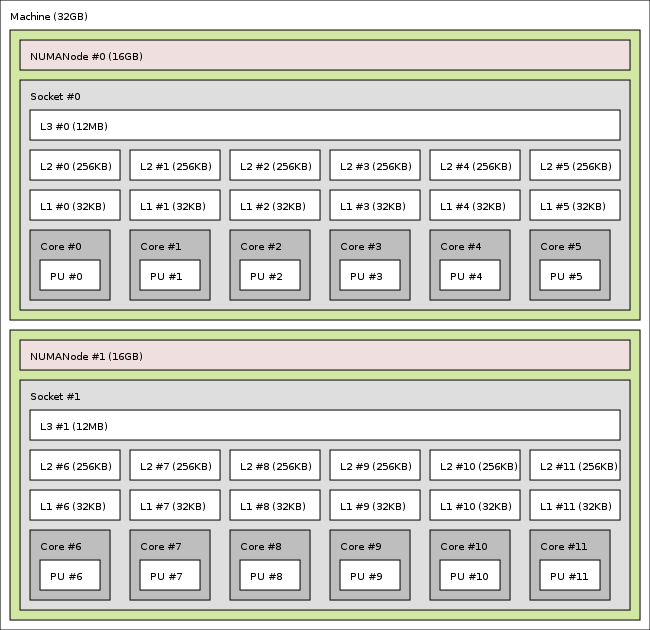 Machine (32GB)
NUMANode #0 (16GB)
Socket #0
L3 #0 (12MB)
L2 #0 (256KB) L2 #1 (256KB) L2 #2 (256KB) L2 #3 (256KB) L2 #4 (256KB) L2 #5 (256KB)
L1 #0 (32KB) L1 #1 (32KB) L1 #2 (32KB) L1 #3 (32KB) L1 #4 (32KB) L1 #5 (32KB)
Core #0 Core #1 Core #2 Core #3 Core #4 Core #5
PU #0 PU #1 PU #2 PU #3 PU #4 PU #5
NUMANode #1 (16GB)
Socket #1
L3 #1 (12MB)
L2 #6 (256KB) L2 #7 (256KB) L2 #8 (256KB) L2 #9 (256KB) L2 #10 (256KB) L2 #11 (256KB)
L1 #6 (32KB) L1 #7 (32KB) L1 #8 (32KB) L1 #9 (32KB) L1 #10 (32KB) L1 #11 (32KB)
Core #6 Core #7 Core #8 Core #9 Core #10 Core #11
PU #6 PU #7 PU #8 PU #9 PU #10 PU #11